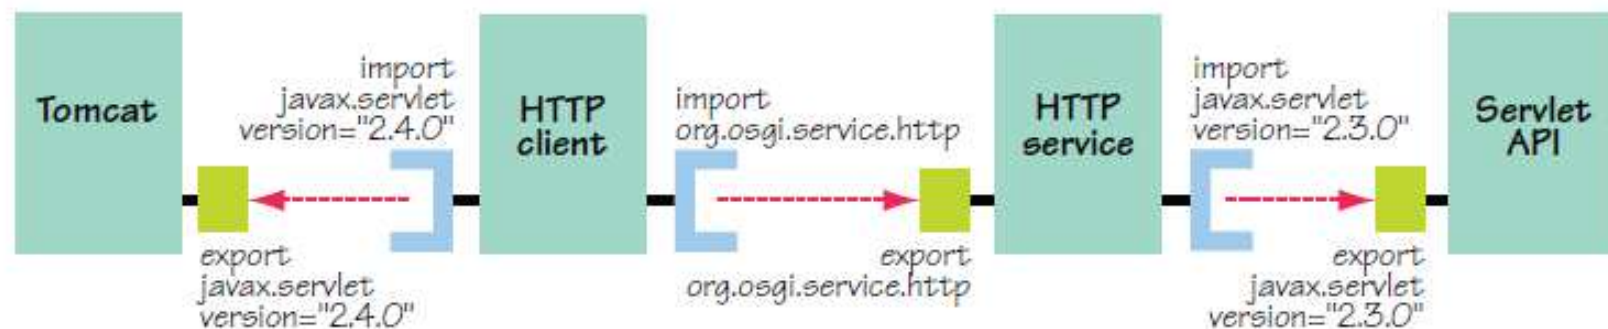 Tomcat
import
javax.servlet
version="2.4.0"
export
javax.servlet
version="2.4.0"
HTTP
client
import
org.osgi.service.http
export
org.osgi.service.http
HTTP
service
import
javax.servlet
version="2.3.0"
export
javax.servlet
version="2.3.0"
Servlet
API